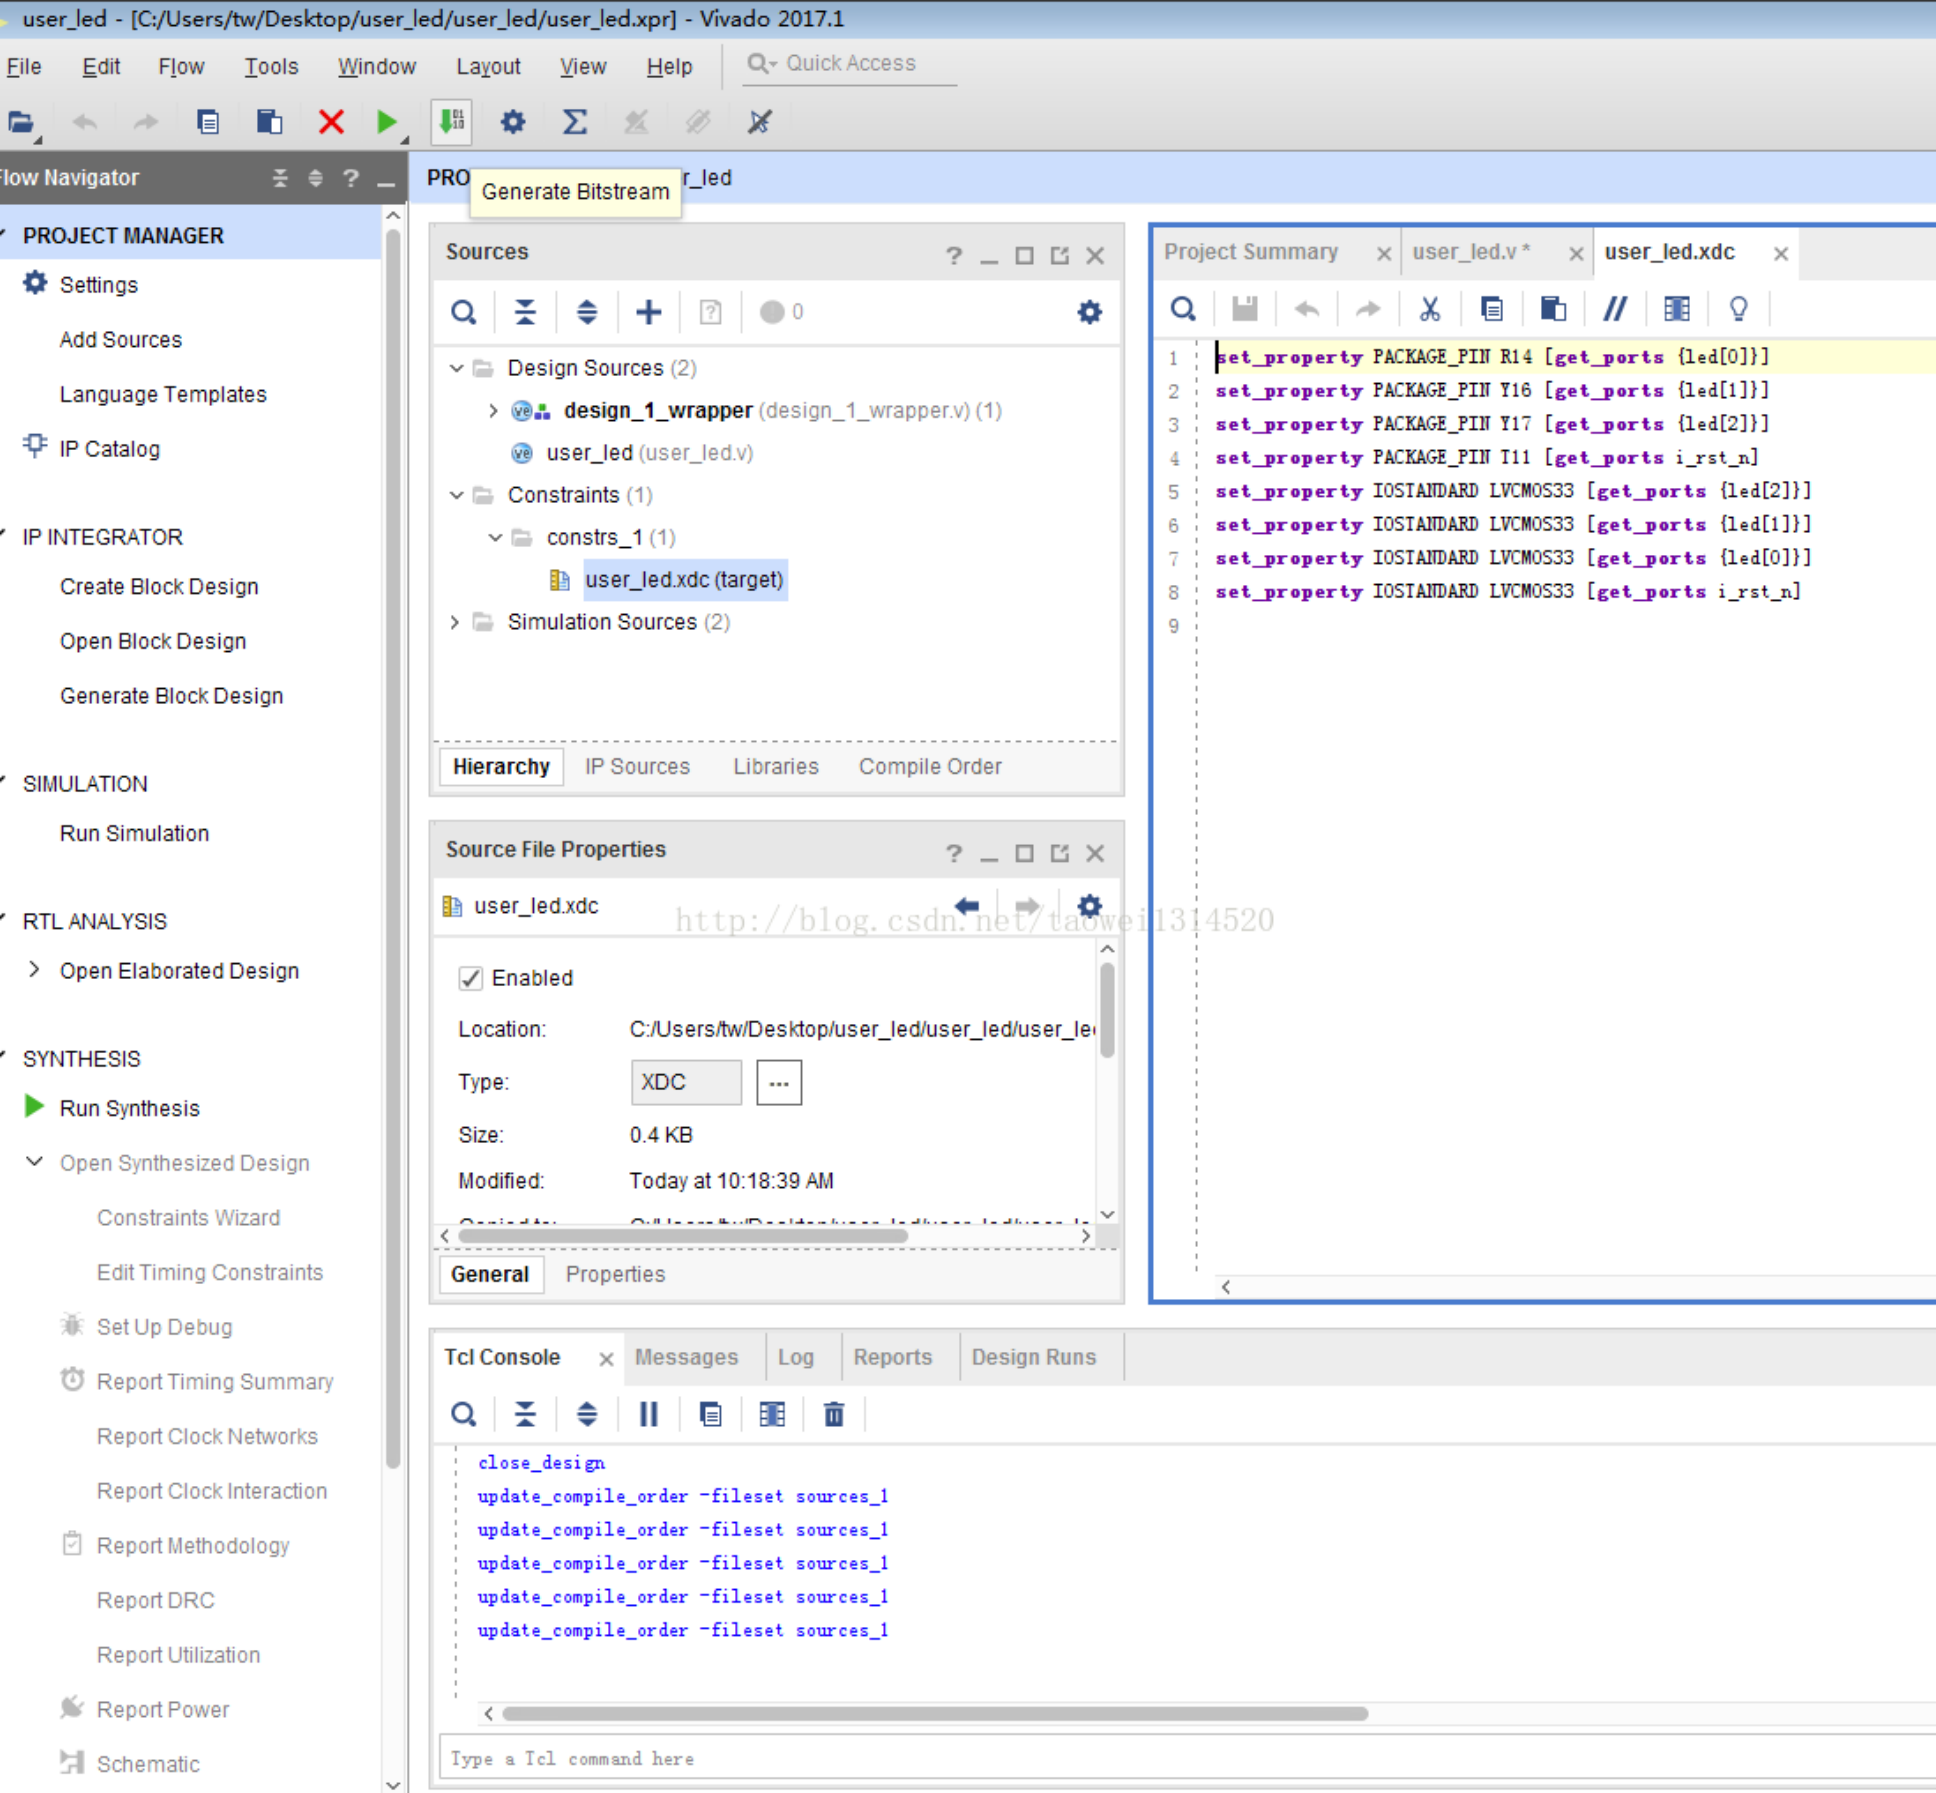 user_led - [C:/Users/tw/Desktop/user_led/user_led/user_led.xpr] - Vivado 2017.1
File Edit Flow Tools Window Layout View Help Quick Access
Flow Navigator
PRO r_led
Generate Bitstream
PROJECT MANAGER
Settings
Add Sources
Language Templates
IP Catalog
IP INTEGRATOR
Create Block Design
Open Block Design
Generate Block Design
SIMULATION
Run Simulation
RTL ANALYSIS
Open Elaborated Design
SYNTHESIS
Run Synthesis
Open Synthesized Design
Constraints Wizard
Edit Timing Constraints
Set Up Debug
Report Timing Summary
Report Clock Networks
Report Clock Interaction
Report Methodology
Report DRC
Report Utilization
Report Power
Schematic
Sources
0
Design Sources (2)
design_1_wrapper (design_1_wrapper.v) (1)
user_led (user_led.v)
Constraints (1)
constrs_1 (1)
user_led.xdc (target)
Simulation Sources (2)
Hierarchy IP Sources Libraries Compile Order
Source File Properties
user_led.xdc
Enabled
Location: C:/Users/tw/Desktop/user_led/user_led/user_le
Type: XDC ...
Size: 0.4 KB
Modified: Today at 10:18:39 AM
General Properties
Project Summary user_led.v * user_led.xdc
1 set_property PACKAGE_PIN R14 [get_ports {led[0]}]
2 set_property PACKAGE_PIN Y16 [get_ports {led[1]}]
3 set_property PACKAGE_PIN Y17 [get_ports {led[2]}]
4 set_property PACKAGE_PIN T11 [get_ports i_rst_n]
5 set_property IOSTANDARD LVCMOS33 [get_ports {led[2]}]
6 set_property IOSTANDARD LVCMOS33 [get_ports {led[1]}]
7 set_property IOSTANDARD LVCMOS33 [get_ports {led[0]}]
8 set_property IOSTANDARD LVCMOS33 [get_ports i_rst_n]
9
http://blog.csdn.net/taowei1314520
Tcl Console Messages Log Reports Design Runs
close_design
update_compile_order -fileset sources_1
update_compile_order -fileset sources_1
update_compile_order -fileset sources_1
update_compile_order -fileset sources_1
update_compile_order -fileset sources_1
Type a Tcl command here